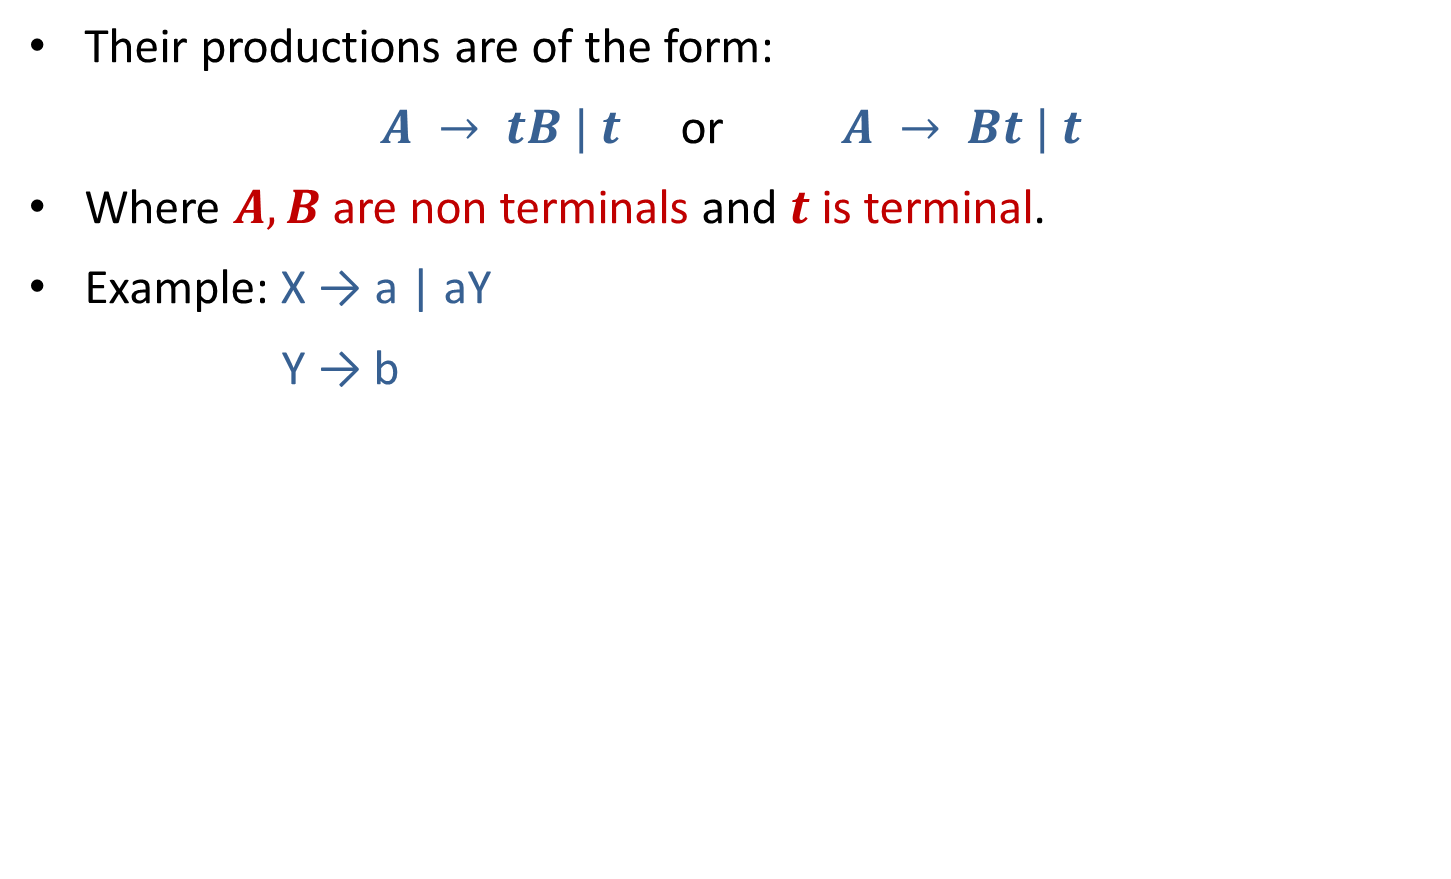 • Their productions are of the form:
A → tB | t or A → Bt | t
• Where A, B are non terminals and t is terminal.
• Example: X → a | aY
Y → b